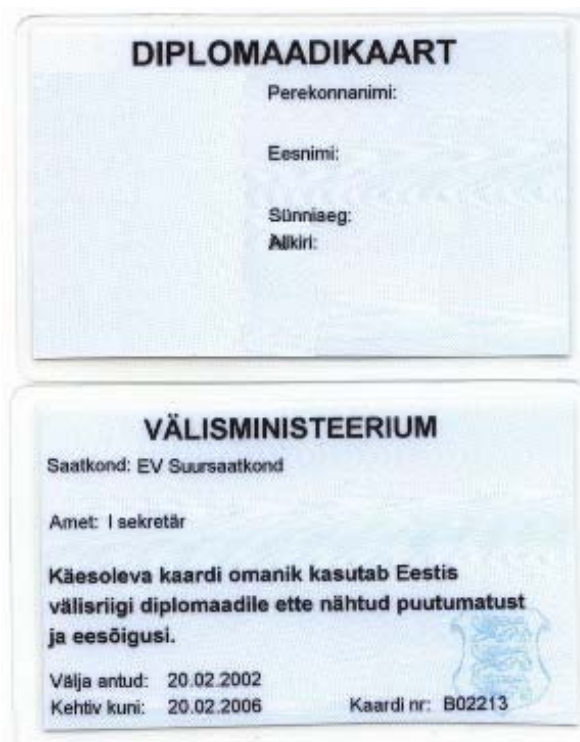 DIPLOMAADIKAART
Perekonnanimi:
Eesnimi:
Sünniaeg:
Allkiri:
VÄLISMINISTEERIUM
Saatkond: EV Suursaatkond
Amet: I sekretär
Käesoleva kaardi omanik kasutab Eestis
välisriigi diplomaadile ette nähtud puutumatust
ja eesõigusi.
Välja antud: 20.02.2002
Kehtiv kuni: 20.02.2006 Kaardi nr: B02213